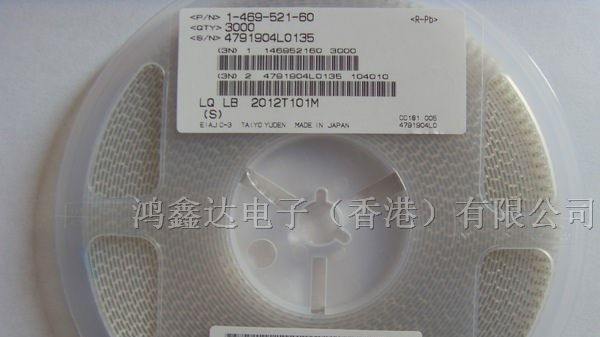 <P/N> 1-469-521-60 <R-Pb>
<QTY> 3000
<S/N> 4791904L0135
(3N) 1 146952160 3000
(3N) 2 4791904L0135 104010
LQ LB 2012T101M
(S)
CC181 005
EIAJ C-3 TAIYO YUDEN MADE IN JAPAN 4791904L0
鸿鑫达电子（香港）有限公司